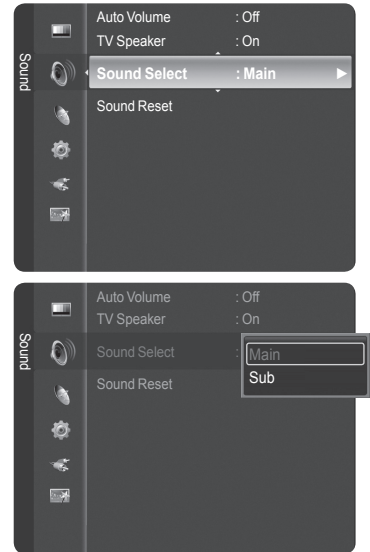 Auto Volume : Off
TV Speaker : On
Sound
Sound Select : Main
Sound Reset
Auto Volume : Off
TV Speaker : On
Sound
Sound Select :
Main
Sub
Sound Reset